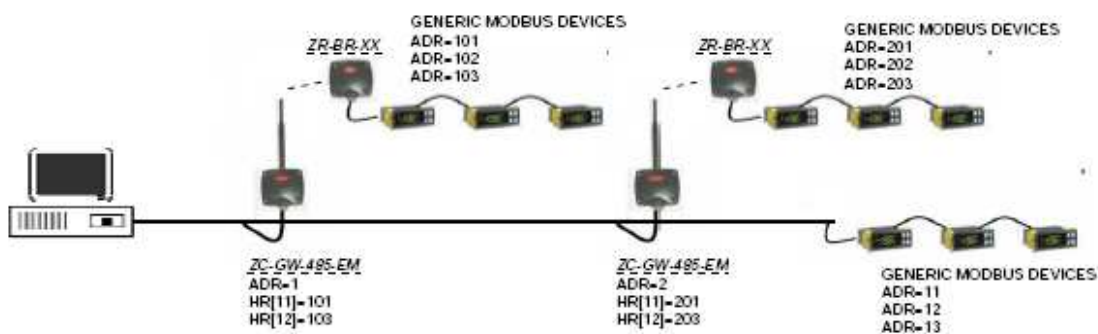 GENERIC MODBUS DEVICES
ADR=101
ADR=102
ADR=103
ZR-BR-XX
GENERIC MODBUS DEVICES
ADR=201
ADR=202
ADR=203
ZR-BR-XX
ZC-GW-485-EM
ADR=1
HR[11]=101
HR[12]=103
ZC-GW-485-EM
ADR=2
HR[11]=201
HR[12]=203
GENERIC MODBUS DEVICES
ADR=11
ADR=12
ADR=13